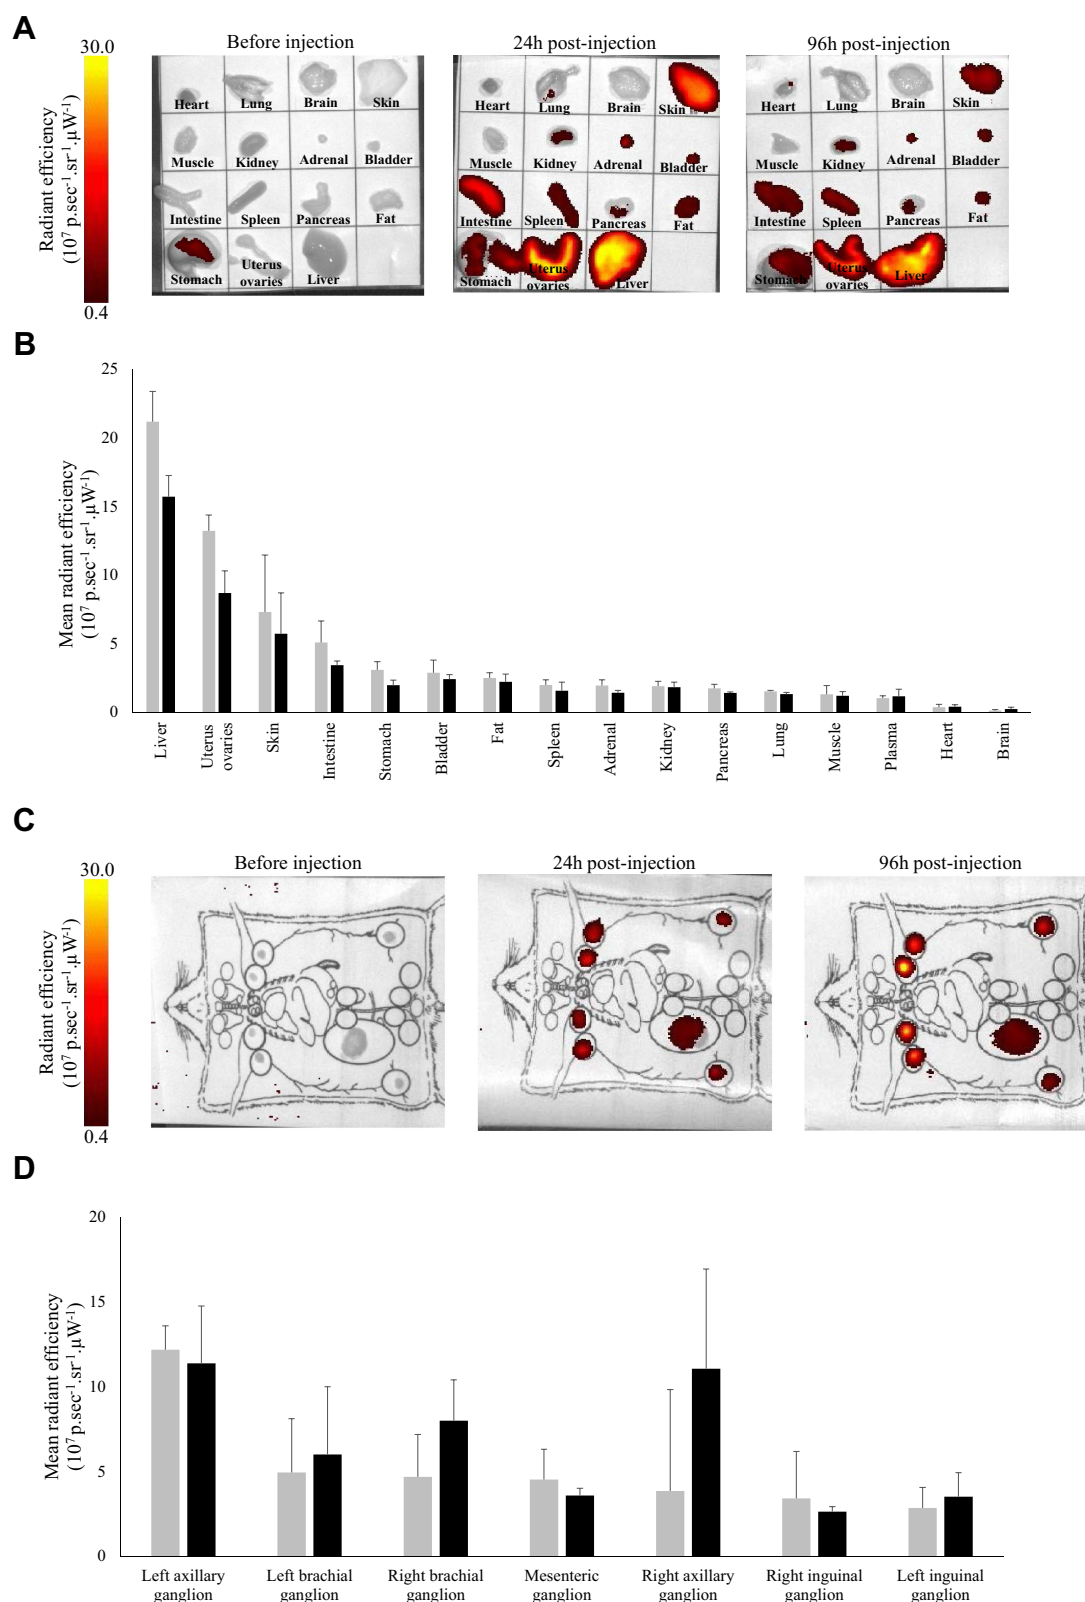 A
30.0
Radiant efficiency
(10⁷ p.sec⁻¹.sr⁻¹.µW⁻¹)
0.4
Before injection
24h post-injection
96h post-injection
Heart
Lung
Brain
Skin
Muscle
Kidney
Adrenal
Bladder
Intestine
Spleen
Pancreas
Fat
Stomach
Uterus
ovaries
Liver
Heart
Lung
Brain
Skin
Muscle
Kidney
Adrenal
Bladder
Intestine
Spleen
Pancreas
Fat
Stomach
Uterus
ovaries
Liver
Heart
Lung
Brain
Skin
Muscle
Kidney
Adrenal
Bladder
Intestine
Spleen
Pancreas
Fat
Stomach
Uterus
ovaries
Liver
B
Mean radiant efficiency
(10⁷ p.sec⁻¹.sr⁻¹.µW⁻¹)
25
20
15
10
5
0
Liver
Uterus
ovaries
Skin
Intestine
Stomach
Bladder
Fat
Spleen
Adrenal
Kidney
Pancreas
Lung
Muscle
Plasma
Heart
Brain
C
30.0
Radiant efficiency
(10⁷ p.sec⁻¹.sr⁻¹.µW⁻¹)
0.4
Before injection
24h post-injection
96h post-injection
D
Mean radiant efficiency
(10⁷ p.sec⁻¹.sr⁻¹.µW⁻¹)
20
15
10
5
0
Left axillary
ganglion
Left brachial
ganglion
Right brachial
ganglion
Mesenteric
ganglion
Right axillary
ganglion
Right inguinal
ganglion
Left inguinal
ganglion